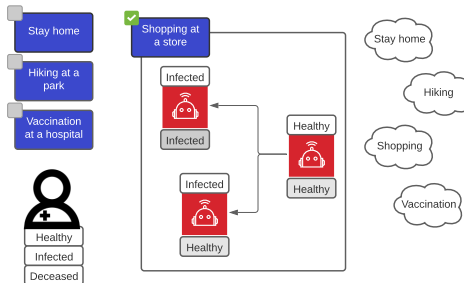 Stay home
Hiking at a
park
Vaccination
at a hospital
Healthy
Infected
Deceased
Shopping at
a store
Infected
Infected
Healthy
Healthy
Infected
Healthy
Stay home
Hiking
Shopping
Vaccination